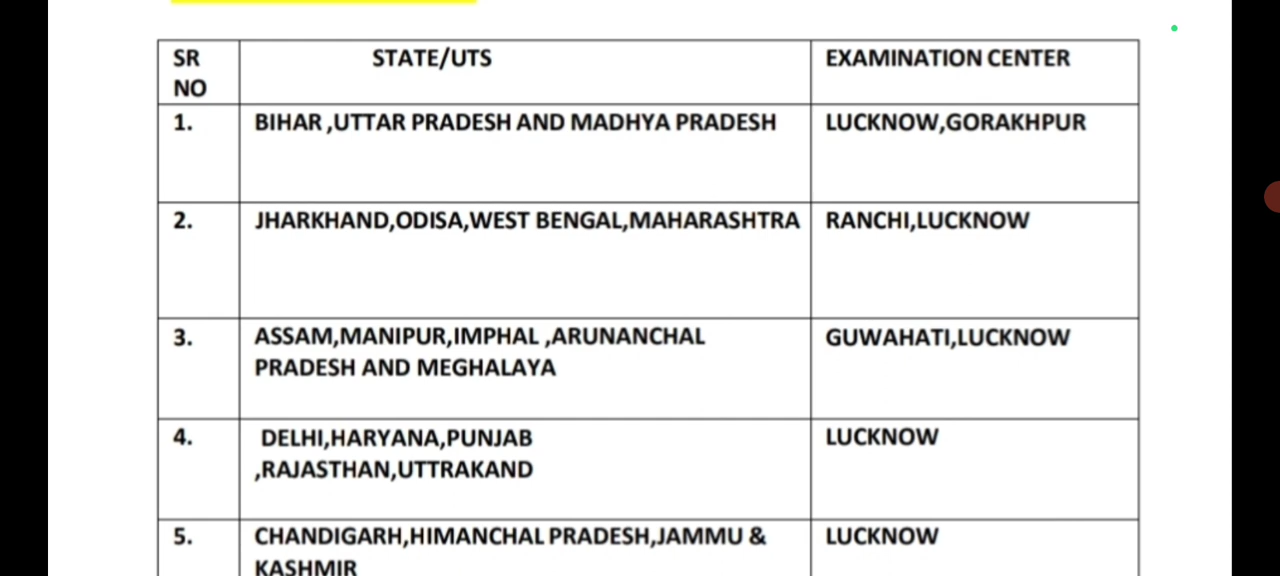 SR NO STATE/UTS EXAMINATION CENTER
1. BIHAR ,UTTAR PRADESH AND MADHYA PRADESH LUCKNOW,GORAKHPUR
2. JHARKHAND,ODISA,WEST BENGAL,MAHARASHTRA RANCHI,LUCKNOW
3. ASSAM,MANIPUR,IMPHAL ,ARUNANCHAL GUWAHATI,LUCKNOW
PRADESH AND MEGHALAYA
4. DELHI,HARYANA,PUNJAB LUCKNOW
,RAJASTHAN,UTTRAKAND
5. CHANDIGARH,HIMANCHAL PRADESH,JAMMU & LUCKNOW
KASHMIR